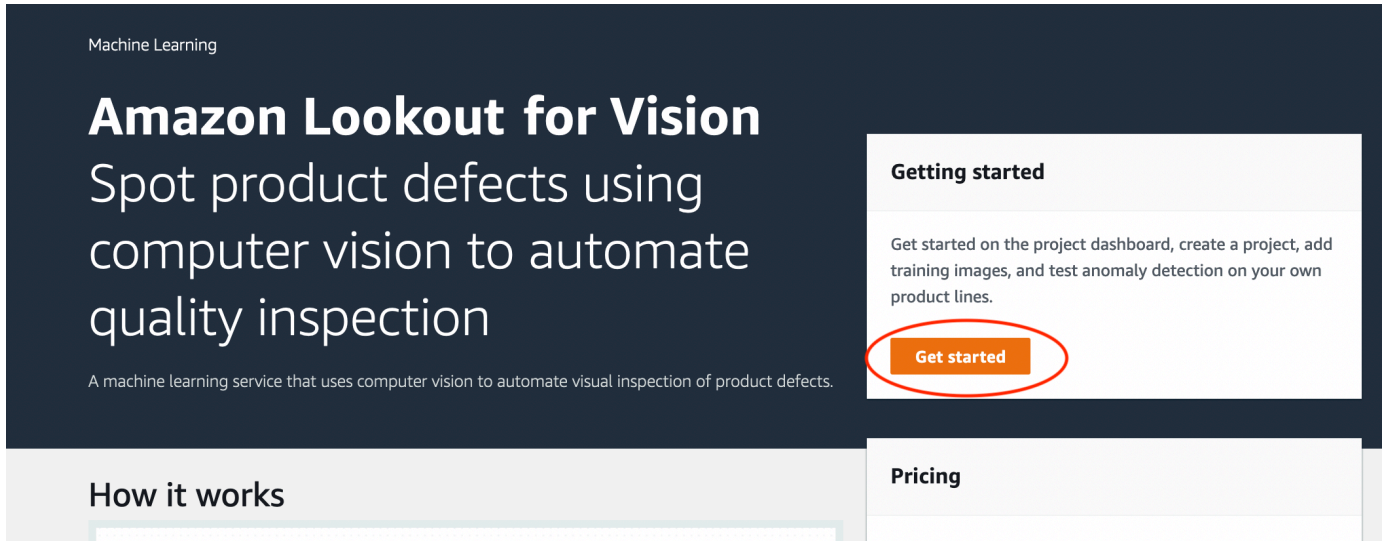 Machine Learning
Amazon Lookout for Vision
Spot product defects using
computer vision to automate
quality inspection
A machine learning service that uses computer vision to automate visual inspection of product defects.
Getting started
Get started on the project dashboard, create a project, add
training images, and test anomaly detection on your own
product lines.
Get started
How it works
Pricing